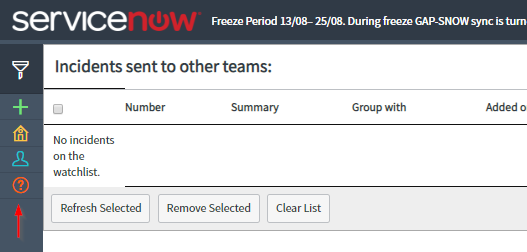 servicenow
Freeze Period 13/08– 25/08. During freeze GAP-SNOW sync is turn
Incidents sent to other teams:
Number Summary Group with Added o
No incidents
on the
watchlist.
Refresh Selected Remove Selected Clear List